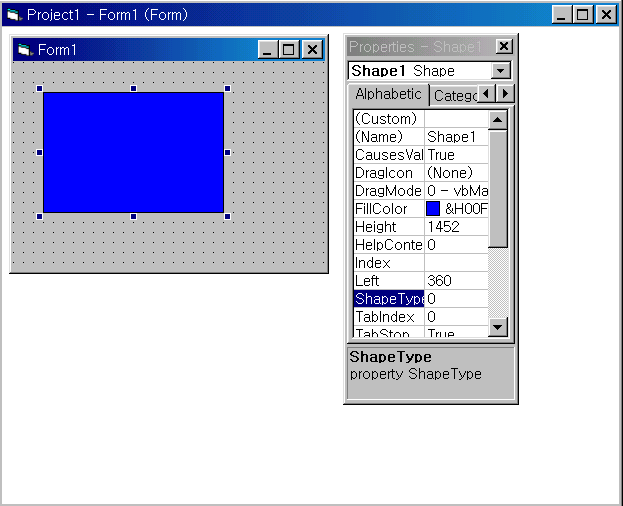 Project1 - Form1 (Form)
Form1
Properties - Shape1
Shape1 Shape
Alphabetic Catego
(Custom)
(Name) Shape1
CausesVal True
DragIcon (None)
DragMode 0 - vbMa
FillColor &H00F
Height 1452
HelpConte 0
Index
Left 360
ShapeType 0
TabIndex 0
TabStop True
ShapeType
property ShapeType